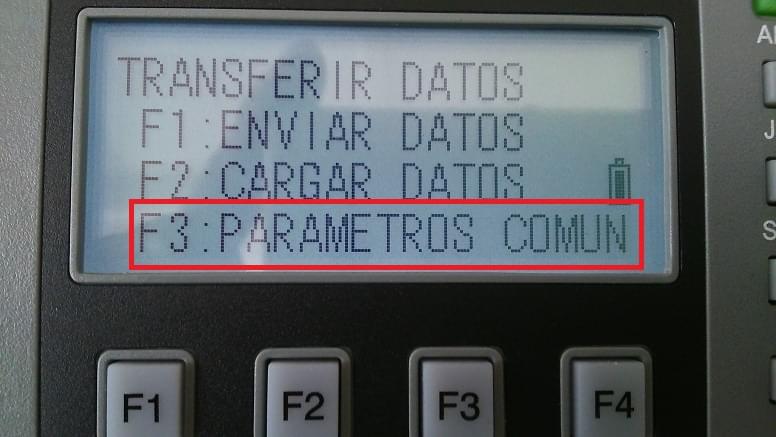 TRANSFERIR DATOS
F1:ENVIAR DATOS
F2:CARGAR DATOS
F3:PARAMETROS COMUN
F1 F2 F3 F4